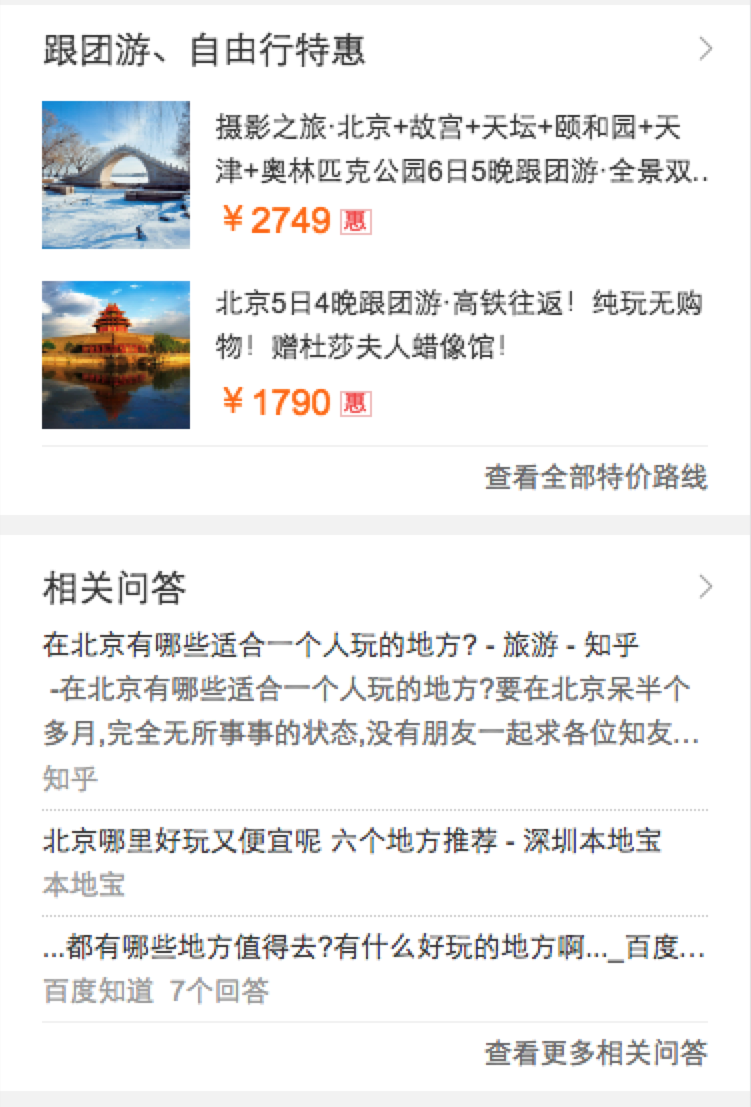 跟团游、自由行特惠
摄影之旅·北京+故宫+天坛+颐和园+天
津+奥林匹克公园6日5晚跟团游·全景双..
￥2749 惠
北京5日4晚跟团游·高铁往返！纯玩无购
物！赠杜莎夫人蜡像馆！
￥1790 惠
查看全部特价路线
相关问答
在北京有哪些适合一个人玩的地方? - 旅游 - 知乎
-在北京有哪些适合一个人玩的地方?要在北京呆半个
多月,完全无所事事的状态,没有朋友一起求各位知友...
知乎
北京哪里好玩又便宜呢 六个地方推荐 - 深圳本地宝
本地宝
...都有哪些地方值得去?有什么好玩的地方啊..._百度...
百度知道 7个回答
查看更多相关问答